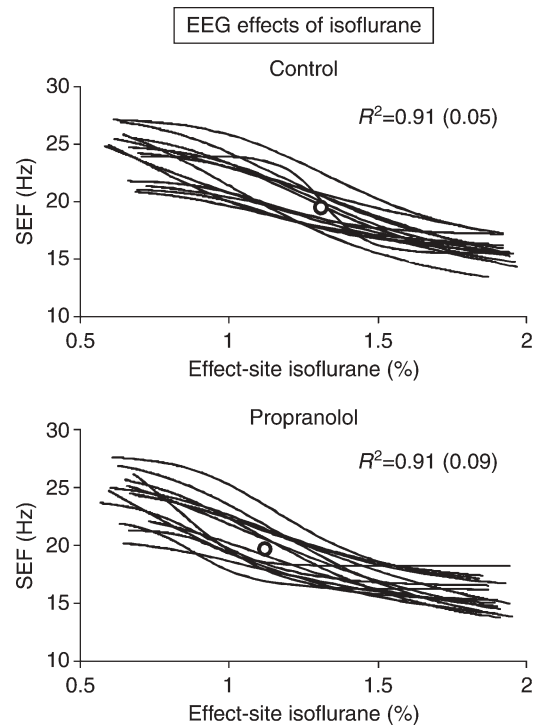 EEG effects of isoflurane
Control
R²=0.91 (0.05)
30
25
20
15
10
SEF (Hz)
0.5 1 1.5 2
Effect-site isoflurane (%)
Propranolol
R²=0.91 (0.09)
30
25
20
15
10
SEF (Hz)
0.5 1 1.5 2
Effect-site isoflurane (%)